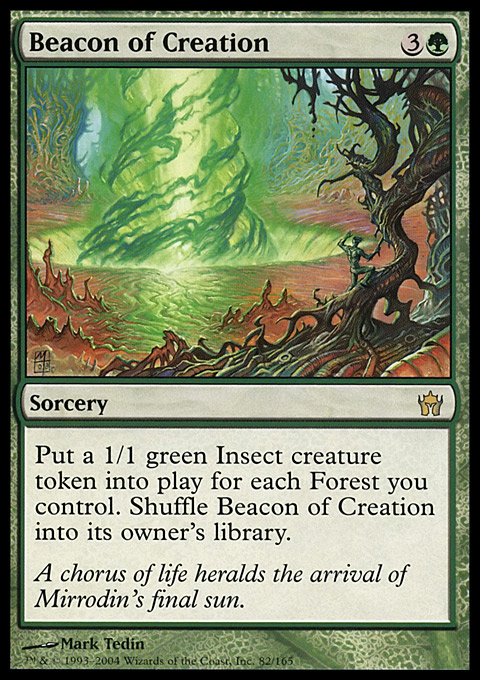 Beacon of Creation 3
Sorcery
Put a 1/1 green Insect creature
token into play for each Forest you
control. Shuffle Beacon of Creation
into its owner's library.
A chorus of life heralds the arrival of
Mirrodin's final sun.
Mark Tedin
™ & © 1993–2004 Wizards of the Coast, Inc. 82/165